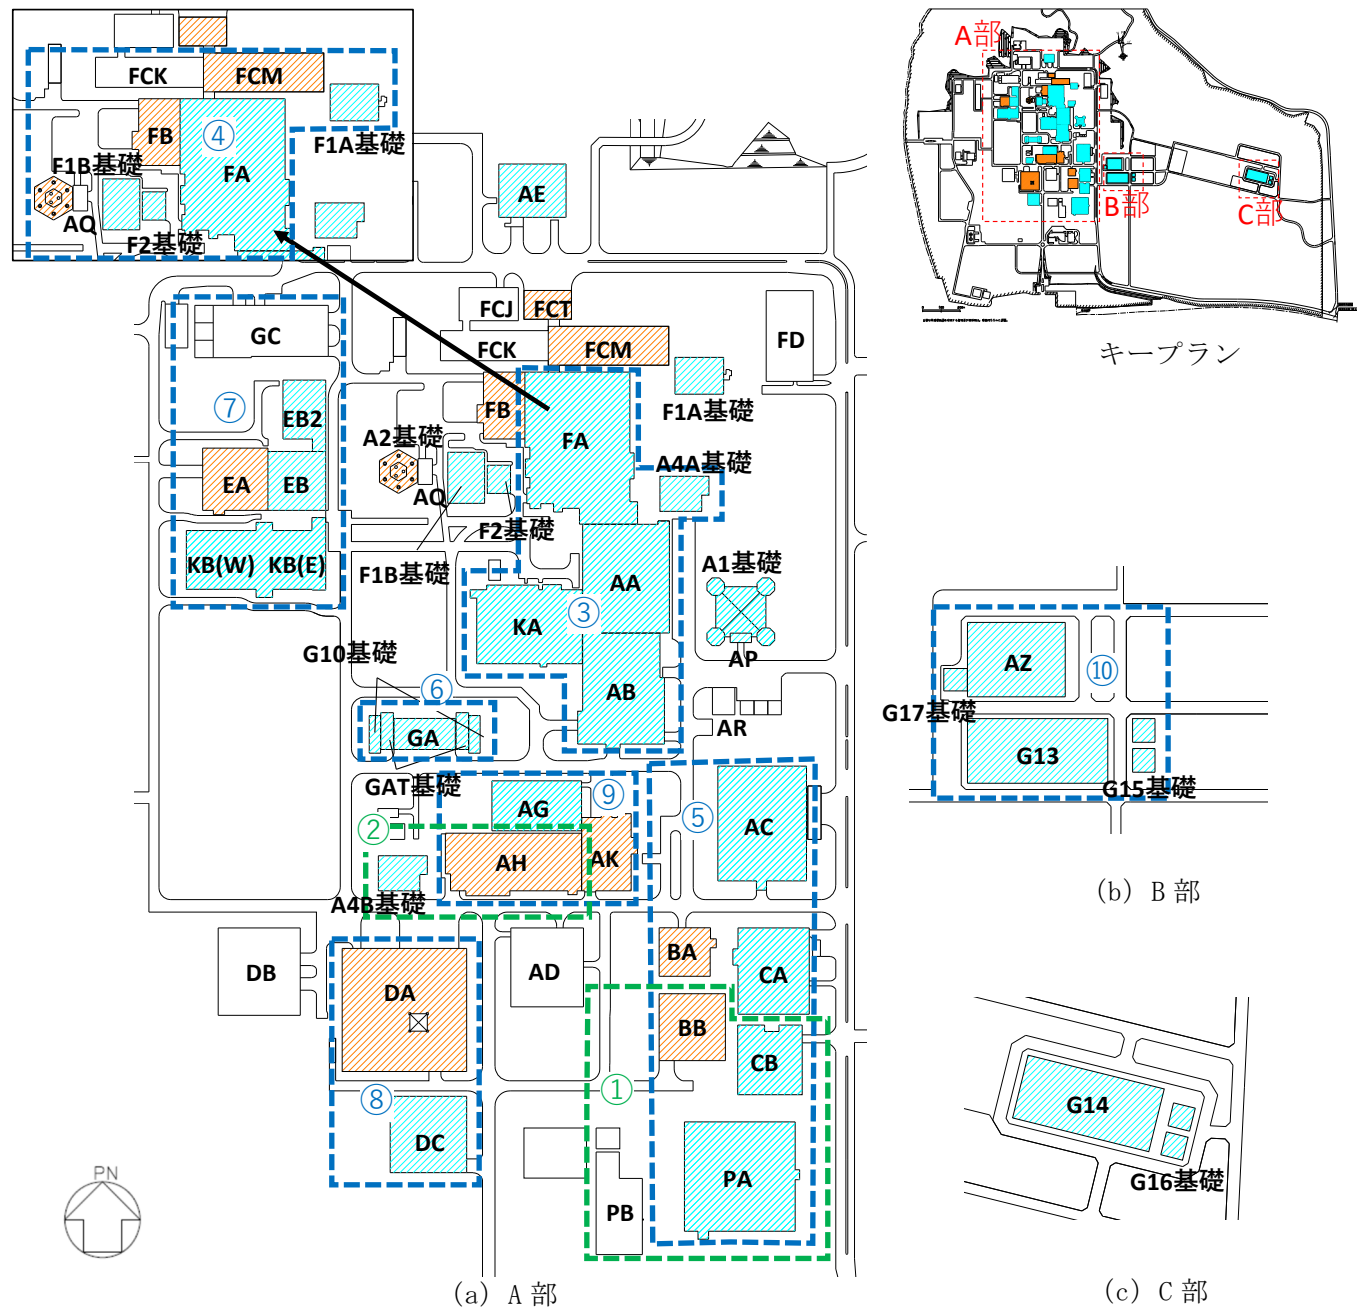 FCK
FCM
FB
④
FA
F1A基礎
F1B基礎
AQ
F2基礎
AE
A部
B部
C部
キープラン
GC
FCJ
FCT
FCK
FCM
FD
⑦
EB2
FB
FA
F1A基礎
A2基礎
A4A基礎
EA
EB
AQ
F2基礎
KB(W)
KB(E)
F1B基礎
AA
A1基礎
KA
③
AP
G10基礎
⑥
AB
GA
AR
GAT基礎
AZ
⑩
G17基礎
G13
G15基礎
(b) B部
AG
⑨
②
⑤
AC
AH
AK
A4B基礎
DB
DA
AD
BA
CA
BB
CB
①
⑧
DC
PA
PB
PN
G14
G16基礎
(a) A部
(c) C部